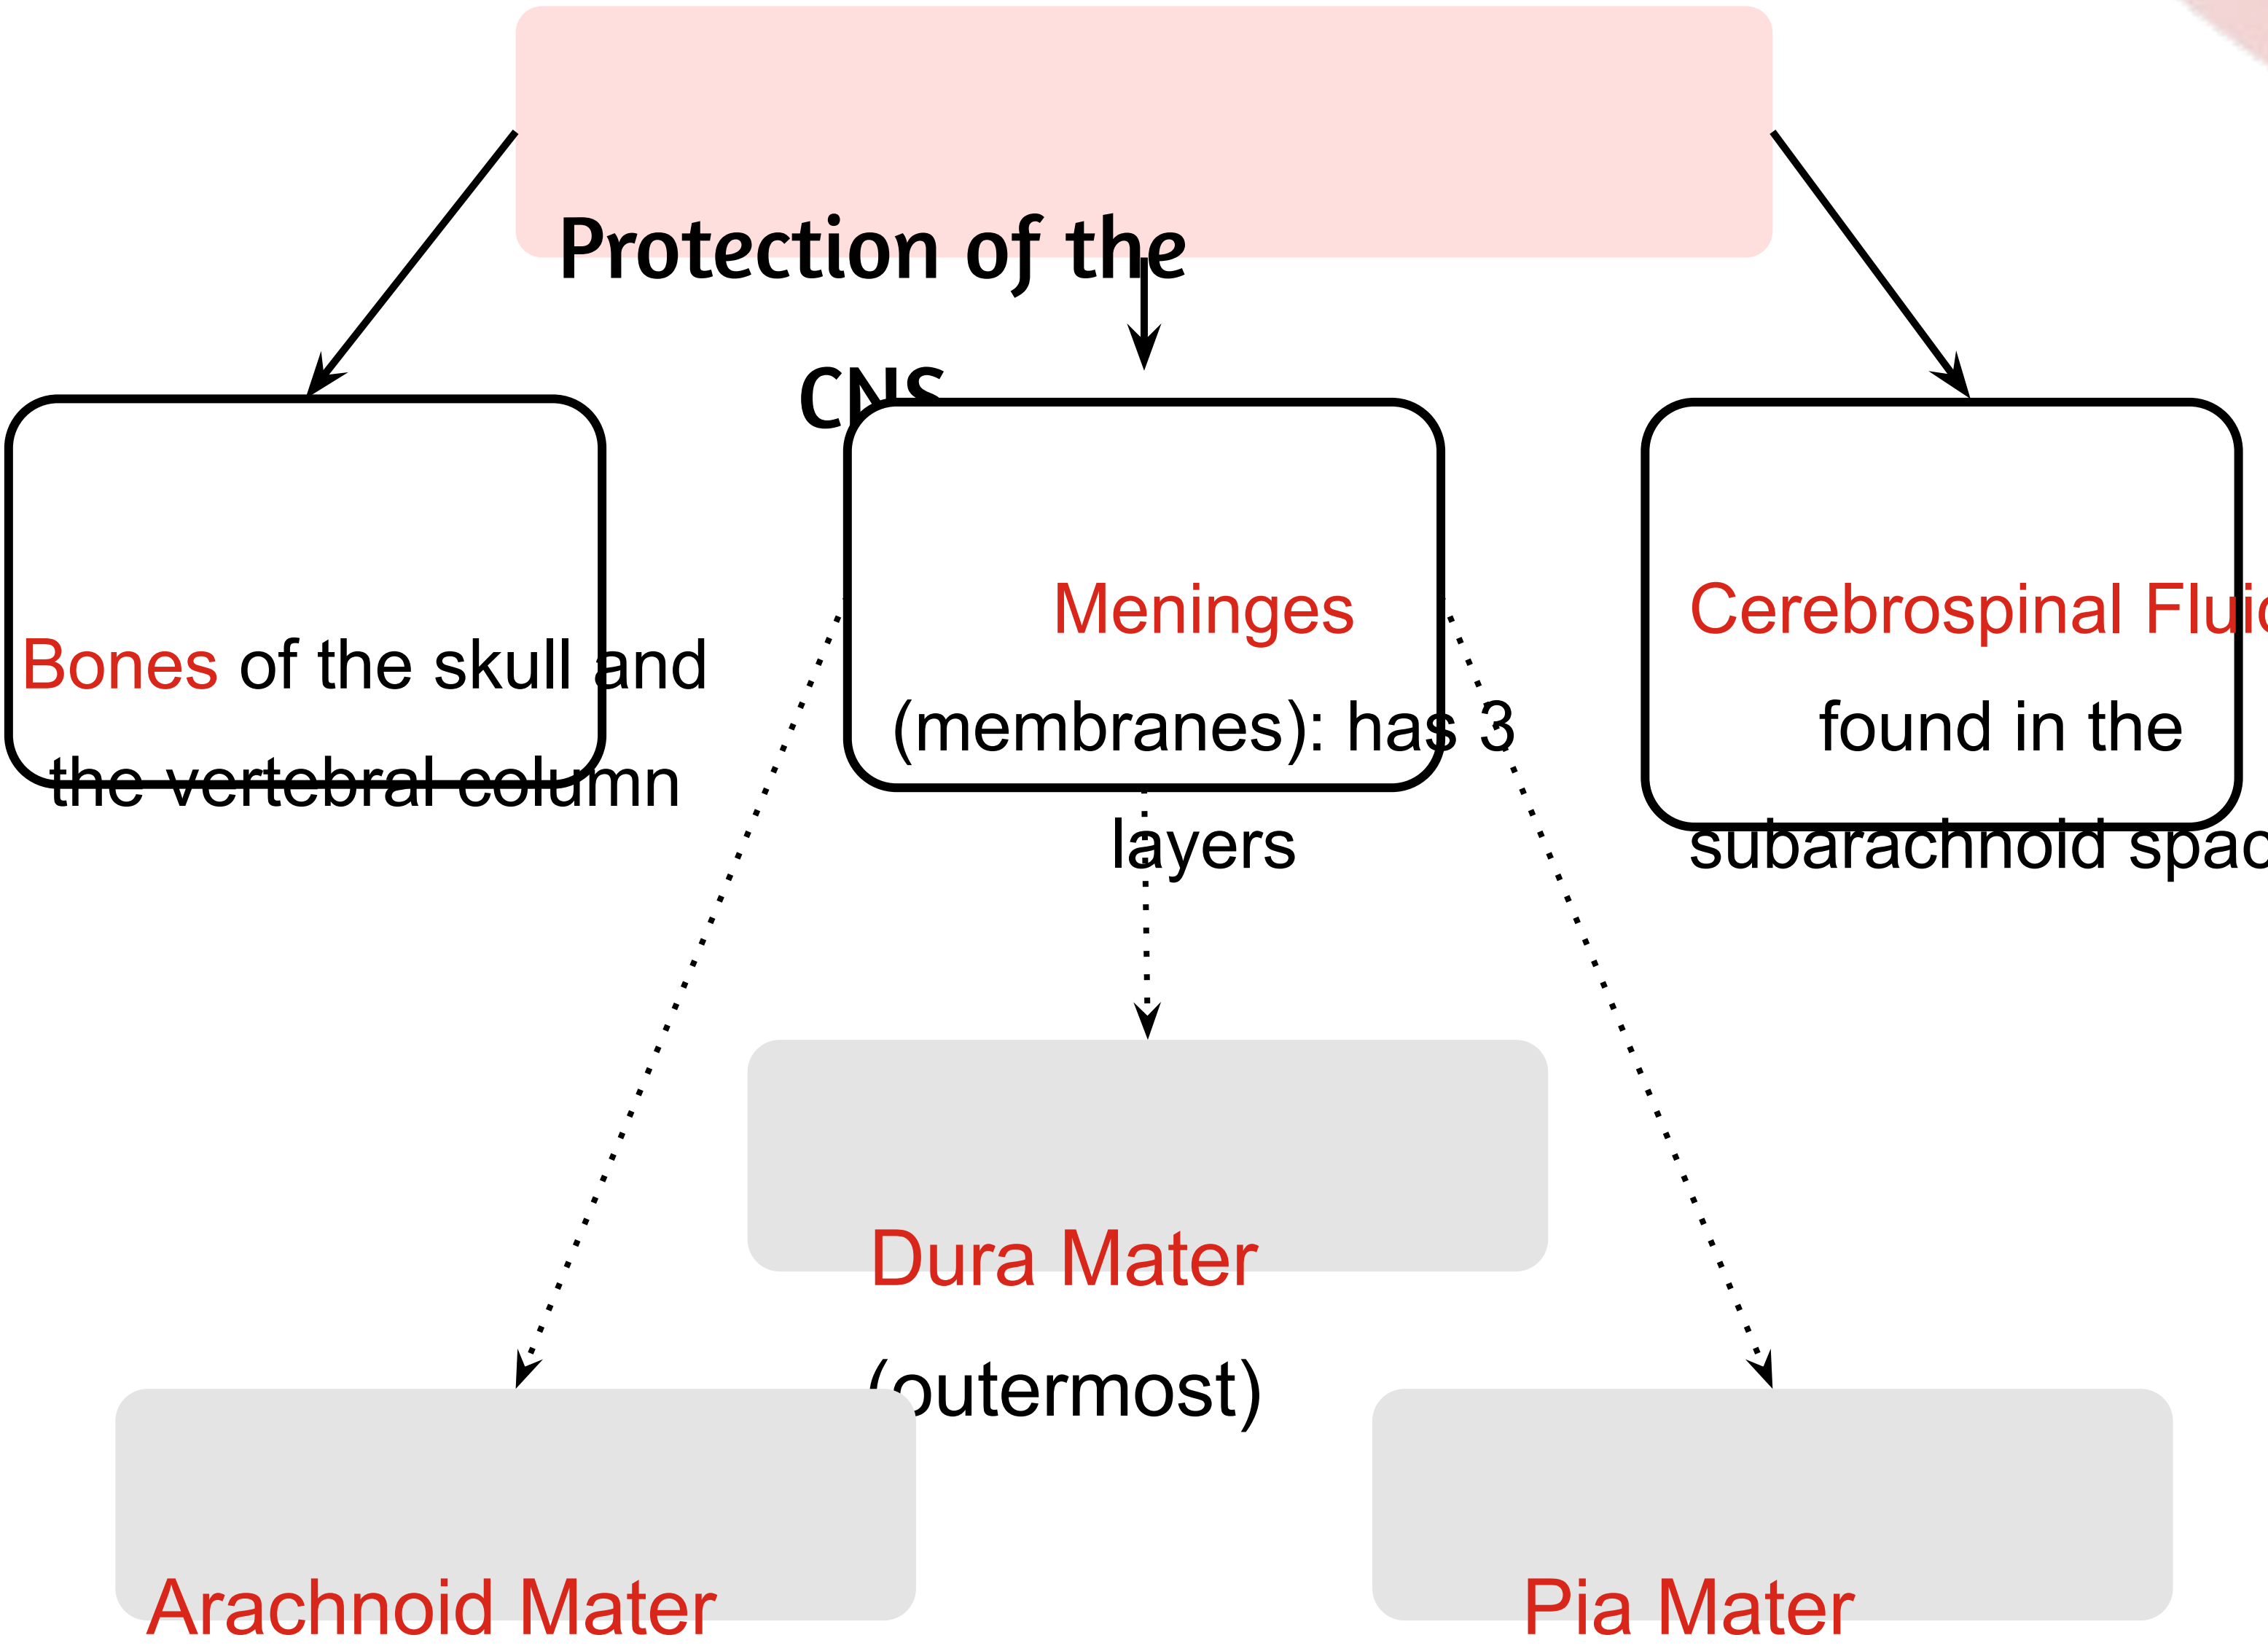 Protection of the
CNS
Bones of the skull and
the vertebral column
Meninges
(membranes): has 3
layers
Cerebrospinal Fluid
found in the
subarachnoid spac
Dura Mater
(outermost)
Arachnoid Mater
Pia Mater